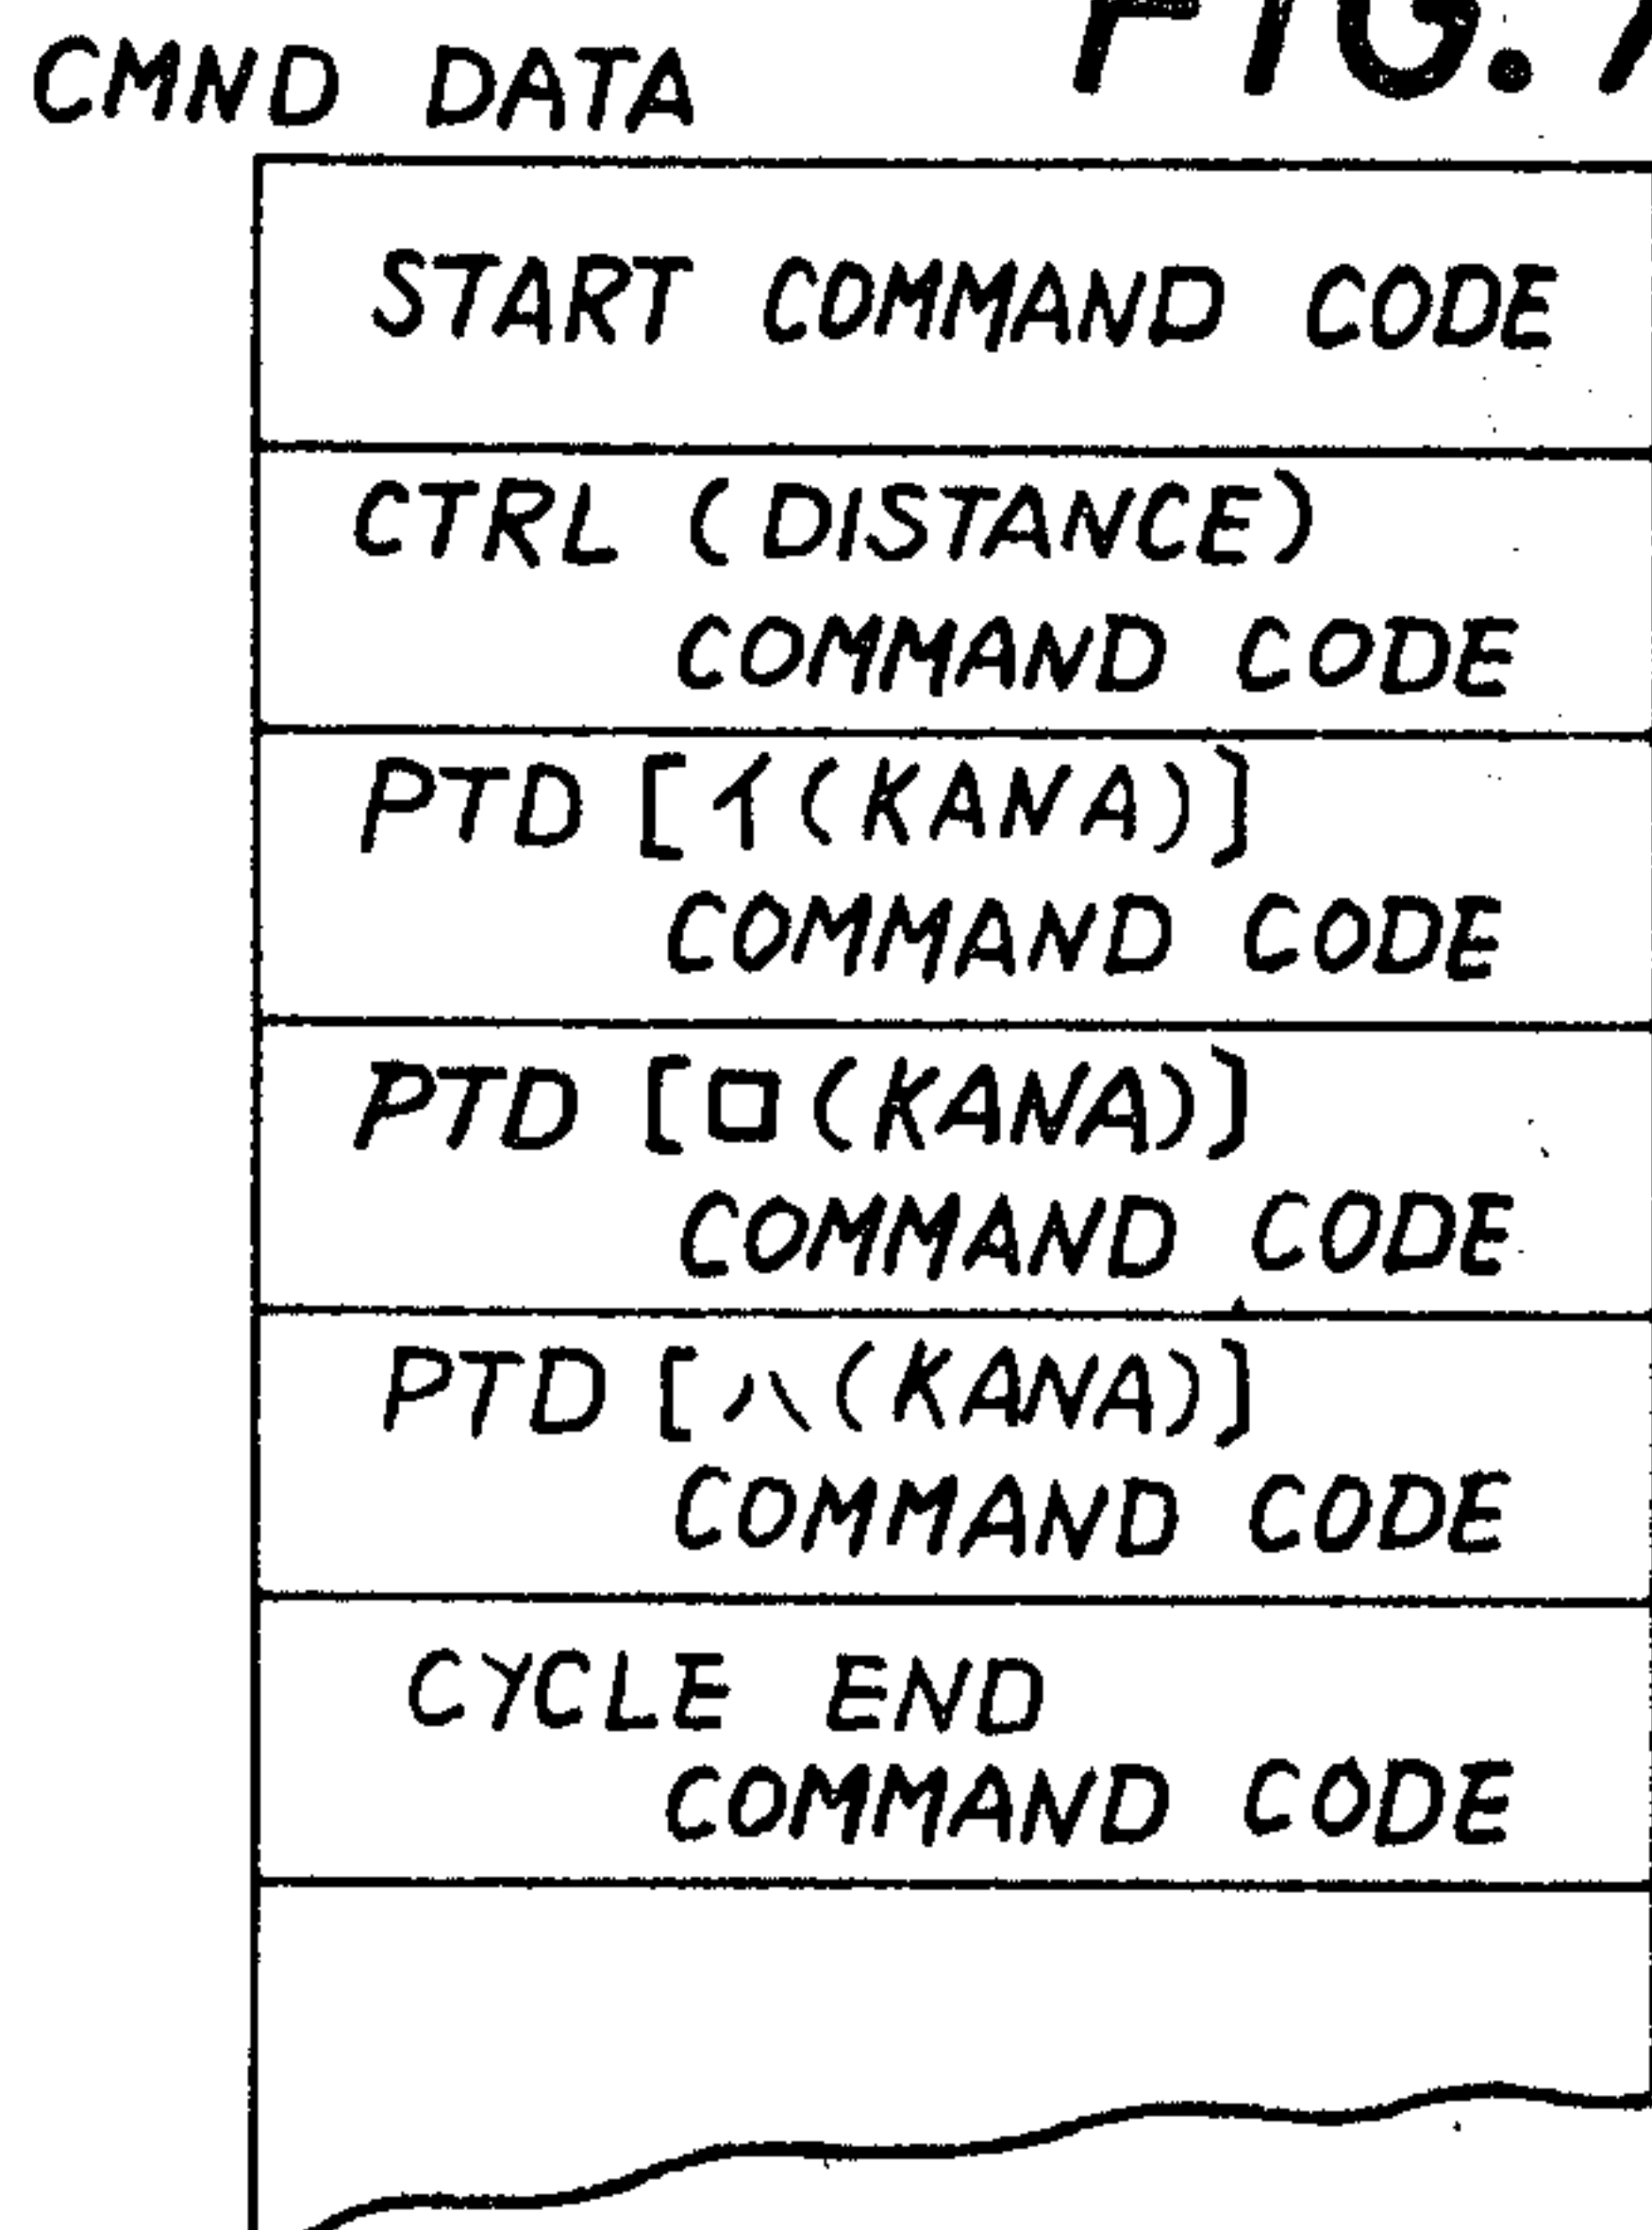 CMND DATA
FIG.
START COMMAND CODE
CTRL (DISTANCE)
COMMAND CODE
PTD [イ(KANA)]
COMMAND CODE
PTD [ロ(KANA)]
COMMAND CODE
PTD [ハ(KANA)]
COMMAND CODE
CYCLE END
COMMAND CODE